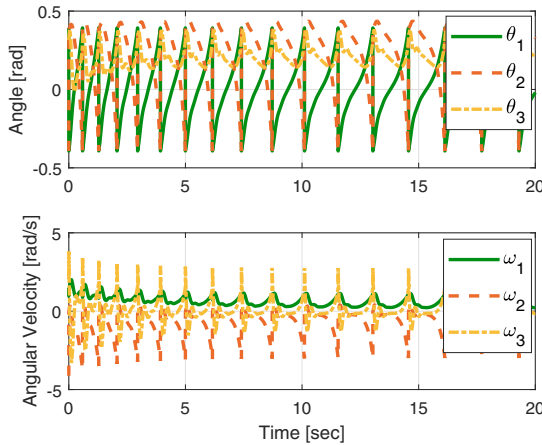 0.5
0
-0.5
Angle [rad]
0 5 10 15 20
θ1
θ2
θ3
5
0
-5
Angular Velocity [rad/s]
0 5 10 15 20
Time [sec]
ω1
ω2
ω3